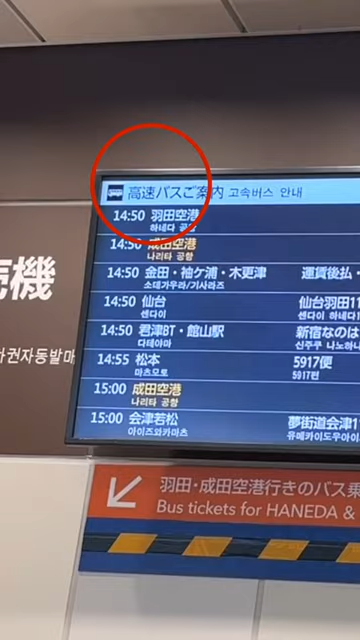 高速バスご案内 고속버스 안내
14:50 羽田空港
하네다 공항
14:50 成田空港
나리타 공항
14:50 金田・袖ケ浦・木更津 運賃後払・
소데가우라/기사라즈
14:50 仙台 仙台羽田11
센다이 센다이 하네다1
14:50 君津BT・館山駅 新宿なのは
다테야마 신주쿠 나노하나
14:55 松本 5917便
마츠모토 5917편
15:00 成田空港
나리타 공항
15:00 会津若松 夢街道会津1
아이즈와카마츠 유메카이도우아이
売機
권자동발매
羽田・成田空港行きのバス乗
Bus tickets for HANEDA &